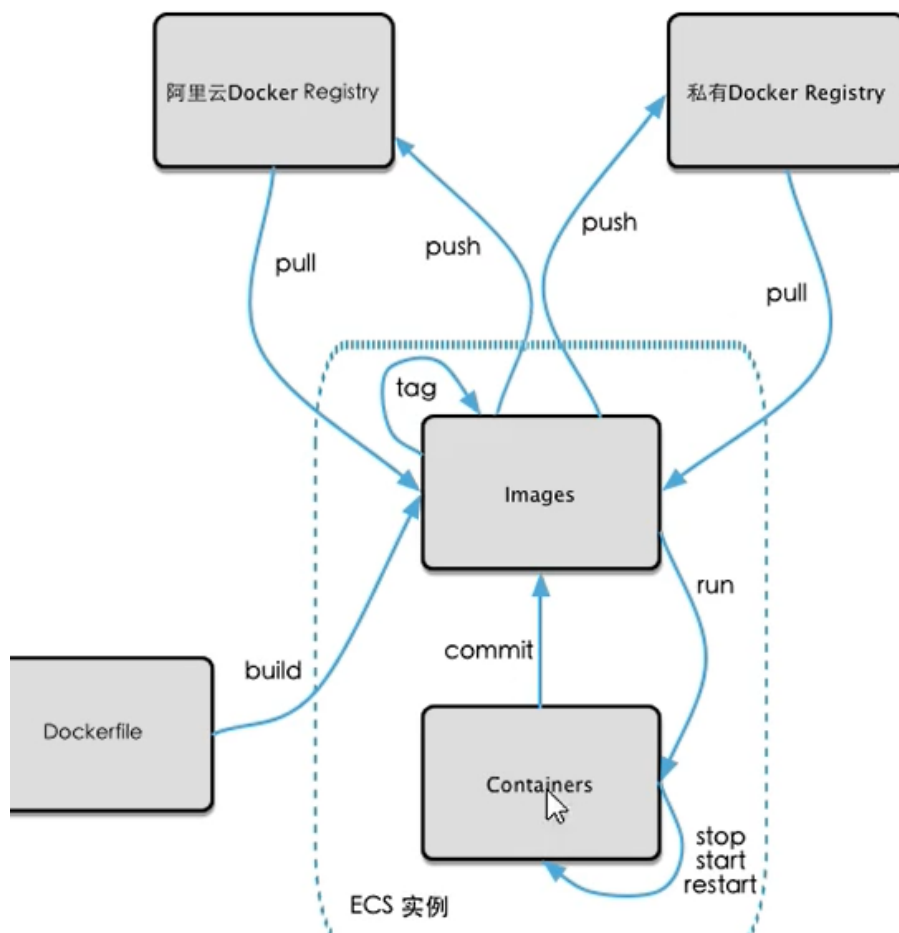 阿里云Docker Registry
私有Docker Registry
push
push
pull
pull
tag
Images
run
commit
build
Dockerfile
Containers
stop
start
restart
ECS 实例